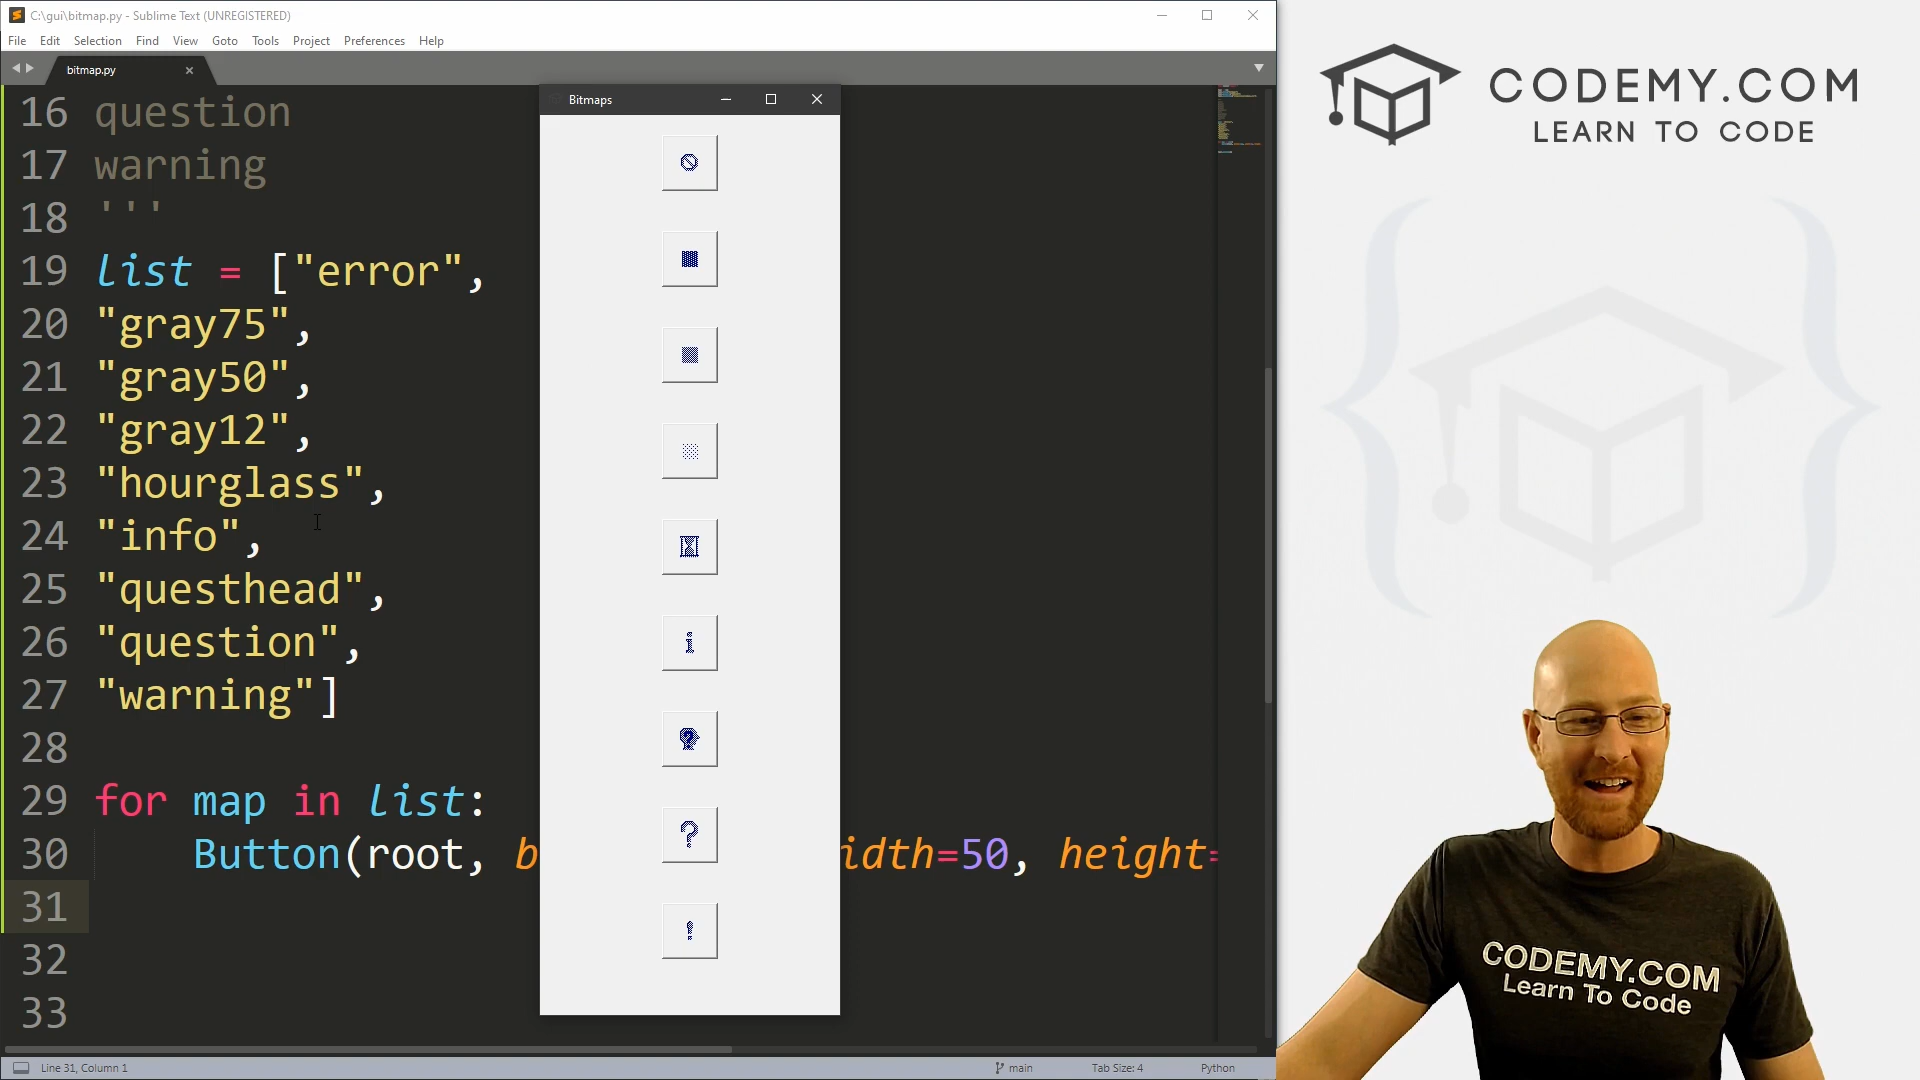 C:\gui\bitmap.py - Sublime Text (UNREGISTERED)
File Edit Selection Find View Goto Tools Project Preferences Help
bitmap.py
Bitmaps
16 question
17 warning
18 '''
19 list = ["error",
20 "gray75",
21 "gray50",
22 "gray12",
23 "hourglass",
24 "info",
25 "questhead",
26 "question",
27 "warning"]
28
29 for map in list:
30 Button(root, b idth=50, height=
31
32
33
i
?
?
!
Line 31, Column 1
main
Tab Size: 4
Python
CODEMY.COM
LEARN TO CODE
CODEMY.COM
Learn To Code